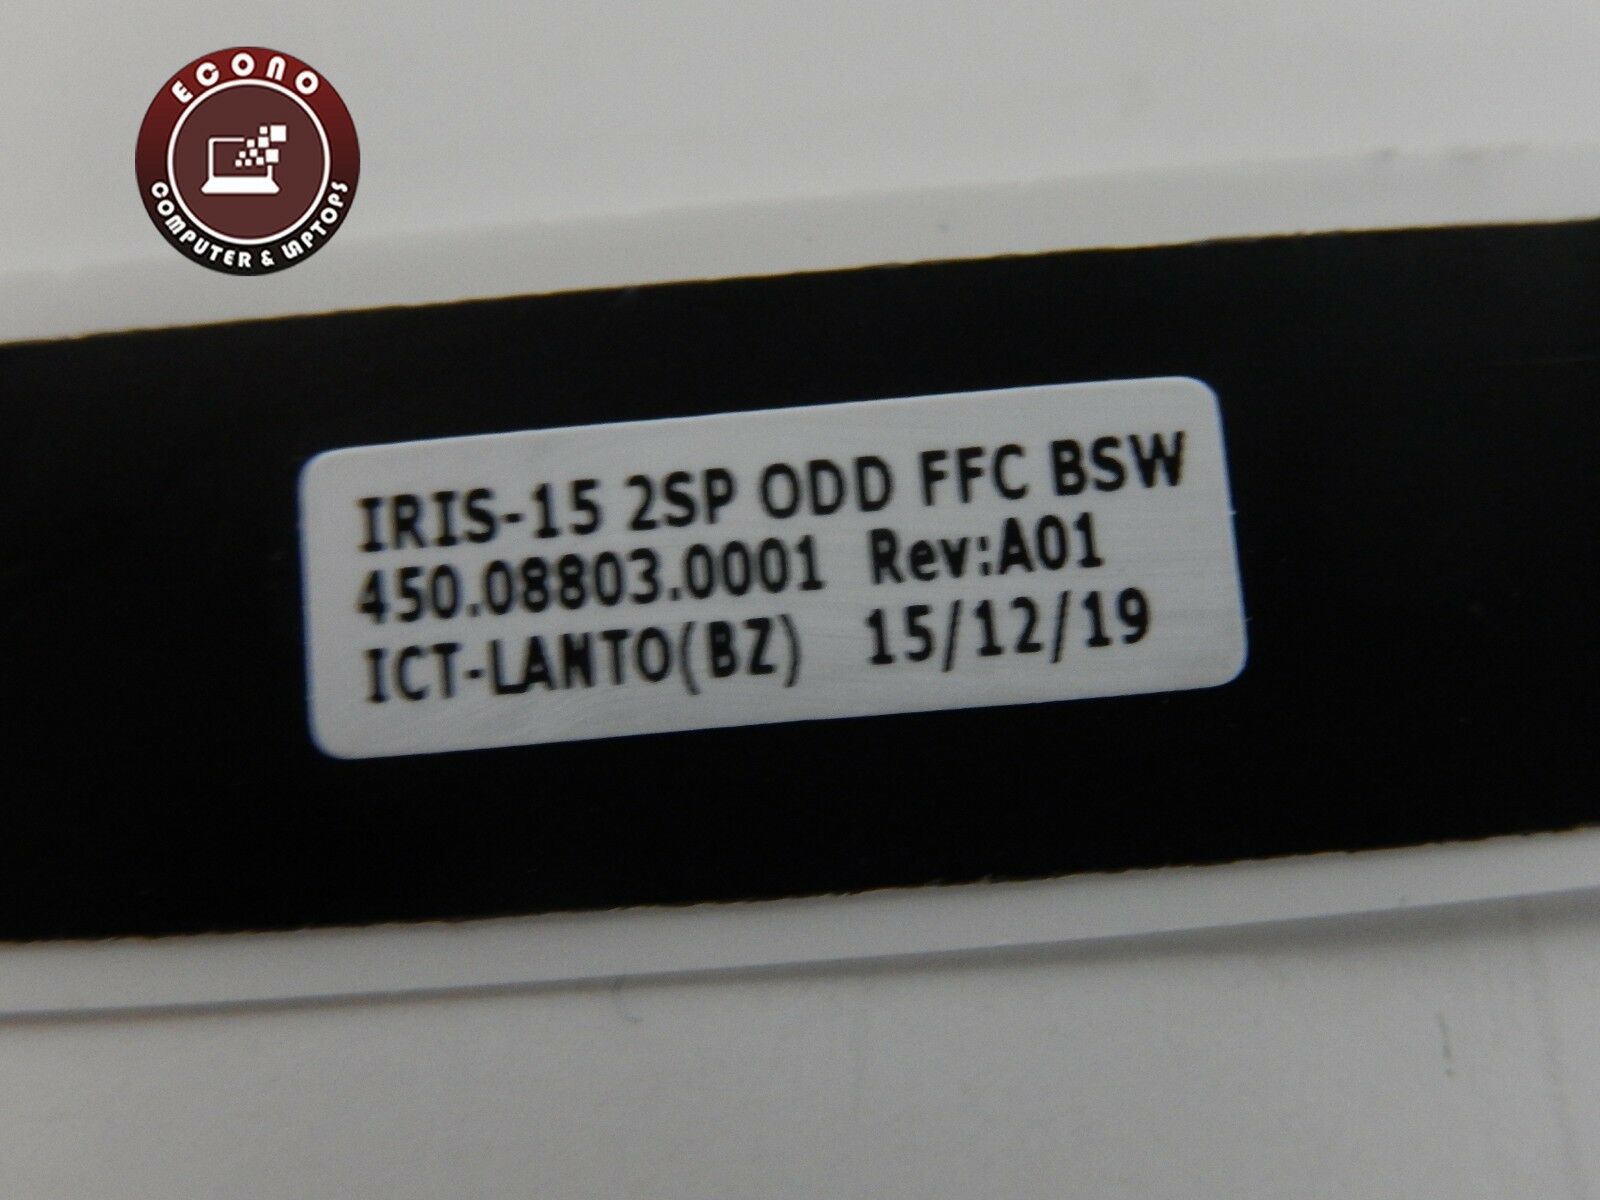 ECONO
COMPUTER & LAPTOPS
IRIS-15 2SP ODD FFC BSW
450.08803.0001 Rev:A01
ICT-LANTO(BZ) 15/12/19